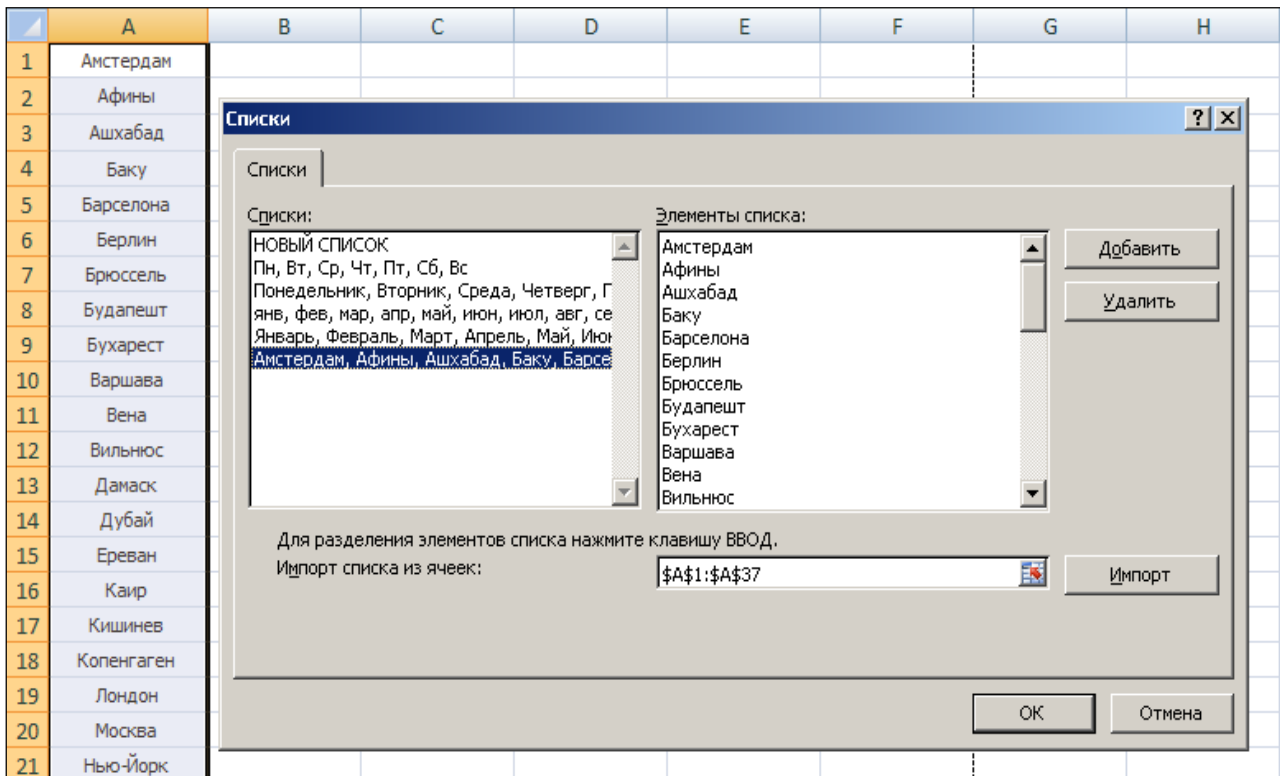 A B C D E F G H
1 Амстердам
2 Афины
3 Ашхабад
4 Баку
5 Барселона
6 Берлин
7 Брюссель
8 Будапешт
9 Бухарест
10 Варшава
11 Вена
12 Вильнюс
13 Дамаск
14 Дубай
15 Ереван
16 Каир
17 Кишинев
18 Копенгаген
19 Лондон
20 Москва
21 Нью-Йорк
Списки
Списки
Списки:
НОВЫЙ СПИСОК
Пн, Вт, Ср, Чт, Пт, Сб, Вс
Понедельник, Вторник, Среда, Четверг, П
янв, фев, мар, апр, май, июн, июл, авг, се
Январь, Февраль, Март, Апрель, Май, Июн
Амстердам, Афины, Ашхабад, Баку, Барсе
Элементы списка:
Амстердам
Афины
Ашхабад
Баку
Барселона
Берлин
Брюссель
Будапешт
Бухарест
Варшава
Вена
Вильнюс
Добавить
Удалить
Для разделения элементов списка нажмите клавишу ВВОД.
Импорт списка из ячеек:
$A$1:$A$37
Импорт
ОК
Отмена